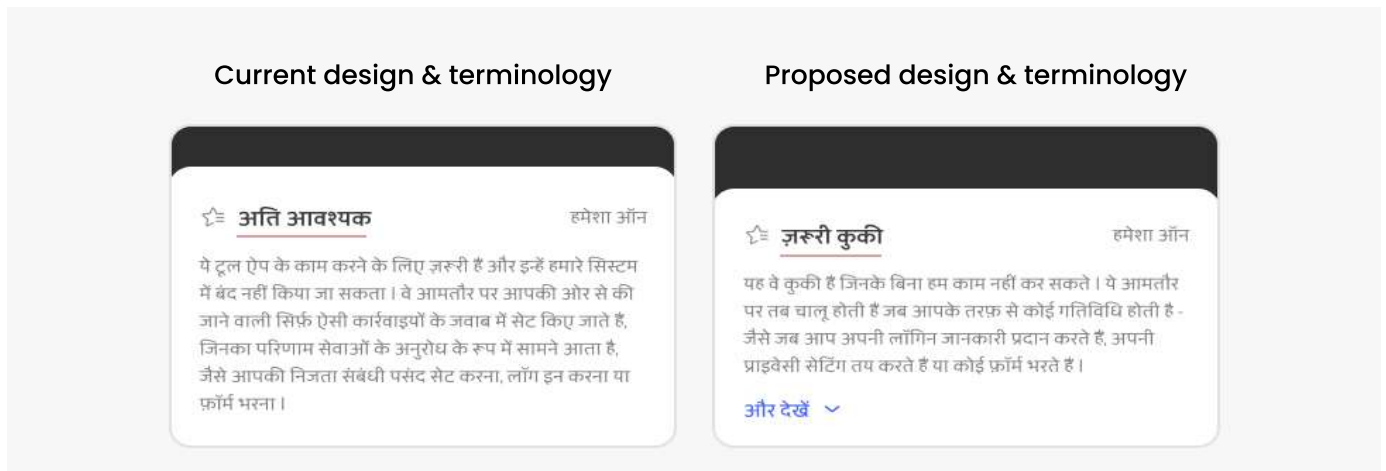 Current design & terminology
अति आवश्यक
हमेशा ऑन
ये टूल ऐप के काम करने के लिए ज़रूरी हैं और इन्हें हमारे सिस्टम
में बंद नहीं किया जा सकता । वे आमतौर पर आपकी ओर से की
जाने वाली सिर्फ़ ऐसी कार्रवाइयों के जवाब में सेट किए जाते हैं,
जिनका परिणाम सेवाओं के अनुरोध के रूप में सामने आता है,
जैसे आपकी निजता संबंधी पसंद सेट करना, लॉग इन करना या
फ़ॉर्म भरना ।
Proposed design & terminology
ज़रूरी कुकी
हमेशा ऑन
यह वे कुकी हैं जिनके बिना हम काम नहीं कर सकते । ये आमतौर
पर तब चालू होती हैं जब आपके तरफ़ से कोई गतिविधि होती है -
जैसे जब आप अपनी लॉगिन जानकारी प्रदान करते हैं, अपनी
प्राइवेसी सेटिंग तय करते हैं या कोई फ़ॉर्म भरते हैं ।
और देखें